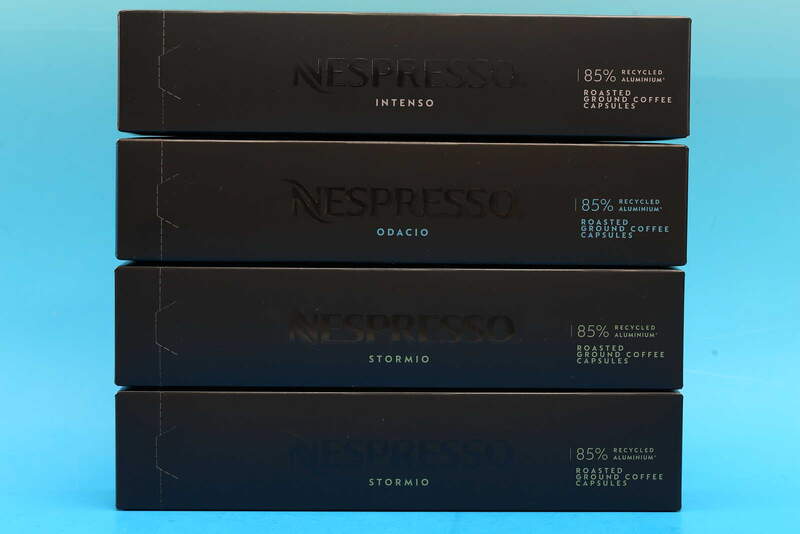 NESPRESSO
INTENSO
85% RECYCLED
ALUMINIUM*
ROASTED
GROUND COFFEE
CAPSULES
NESPRESSO
ODACIO
85% RECYCLED
ALUMINIUM*
ROASTED
GROUND COFFEE
CAPSULES
NESPRESSO
STORMIO
85% RECYCLED
ALUMINIUM*
ROASTED
GROUND COFFEE
CAPSULES
NESPRESSO
STORMIO
85% RECYCLED
ALUMINIUM*
ROASTED
GROUND COFFEE
CAPSULES